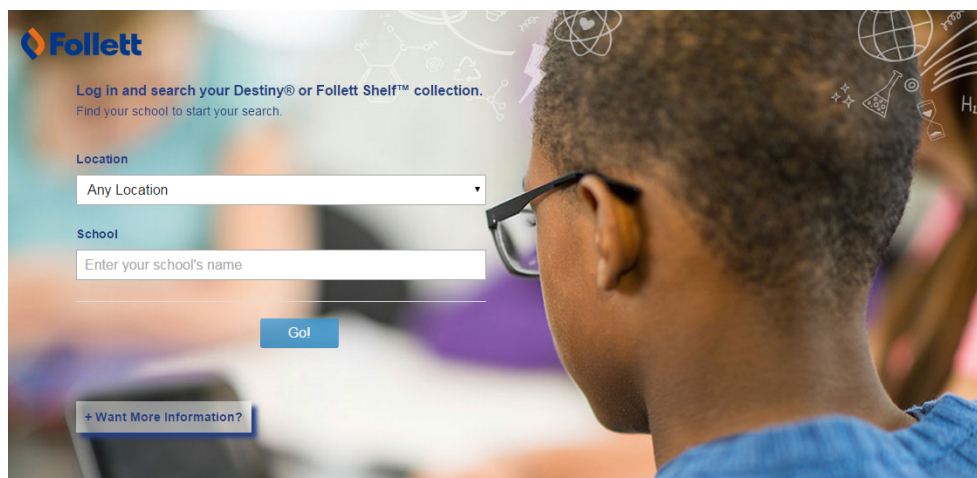 Follett
Log in and search your Destiny® or Follett Shelf™ collection.
Find your school to start your search.
Location
Any Location
School
Enter your school's name
Go!
+ Want More Information?